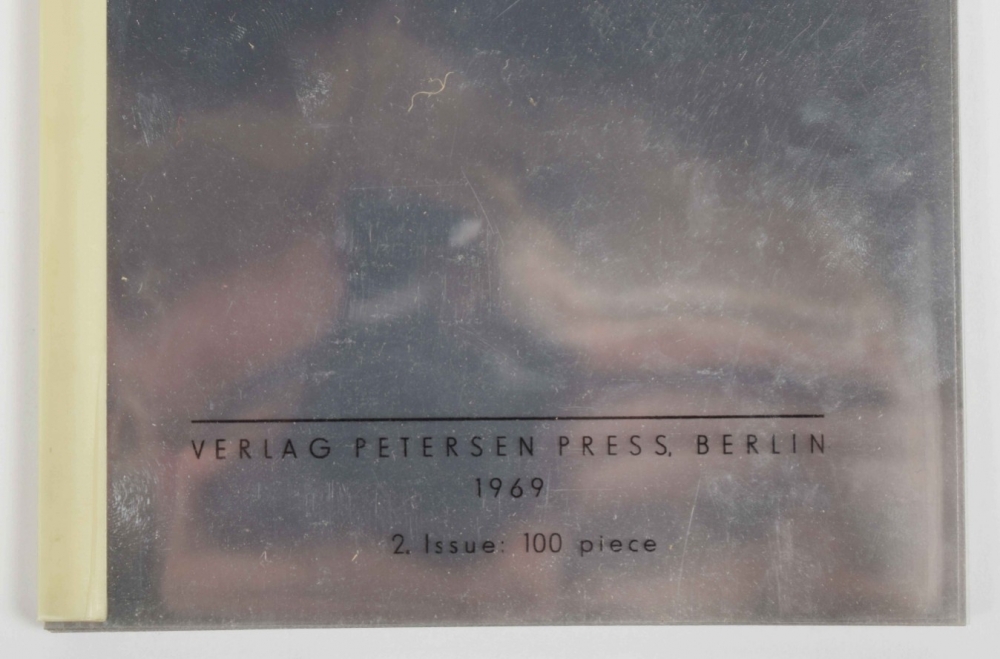 VERLAG PETERSEN PRESS, BERLIN
1969
2. Issue: 100 piece